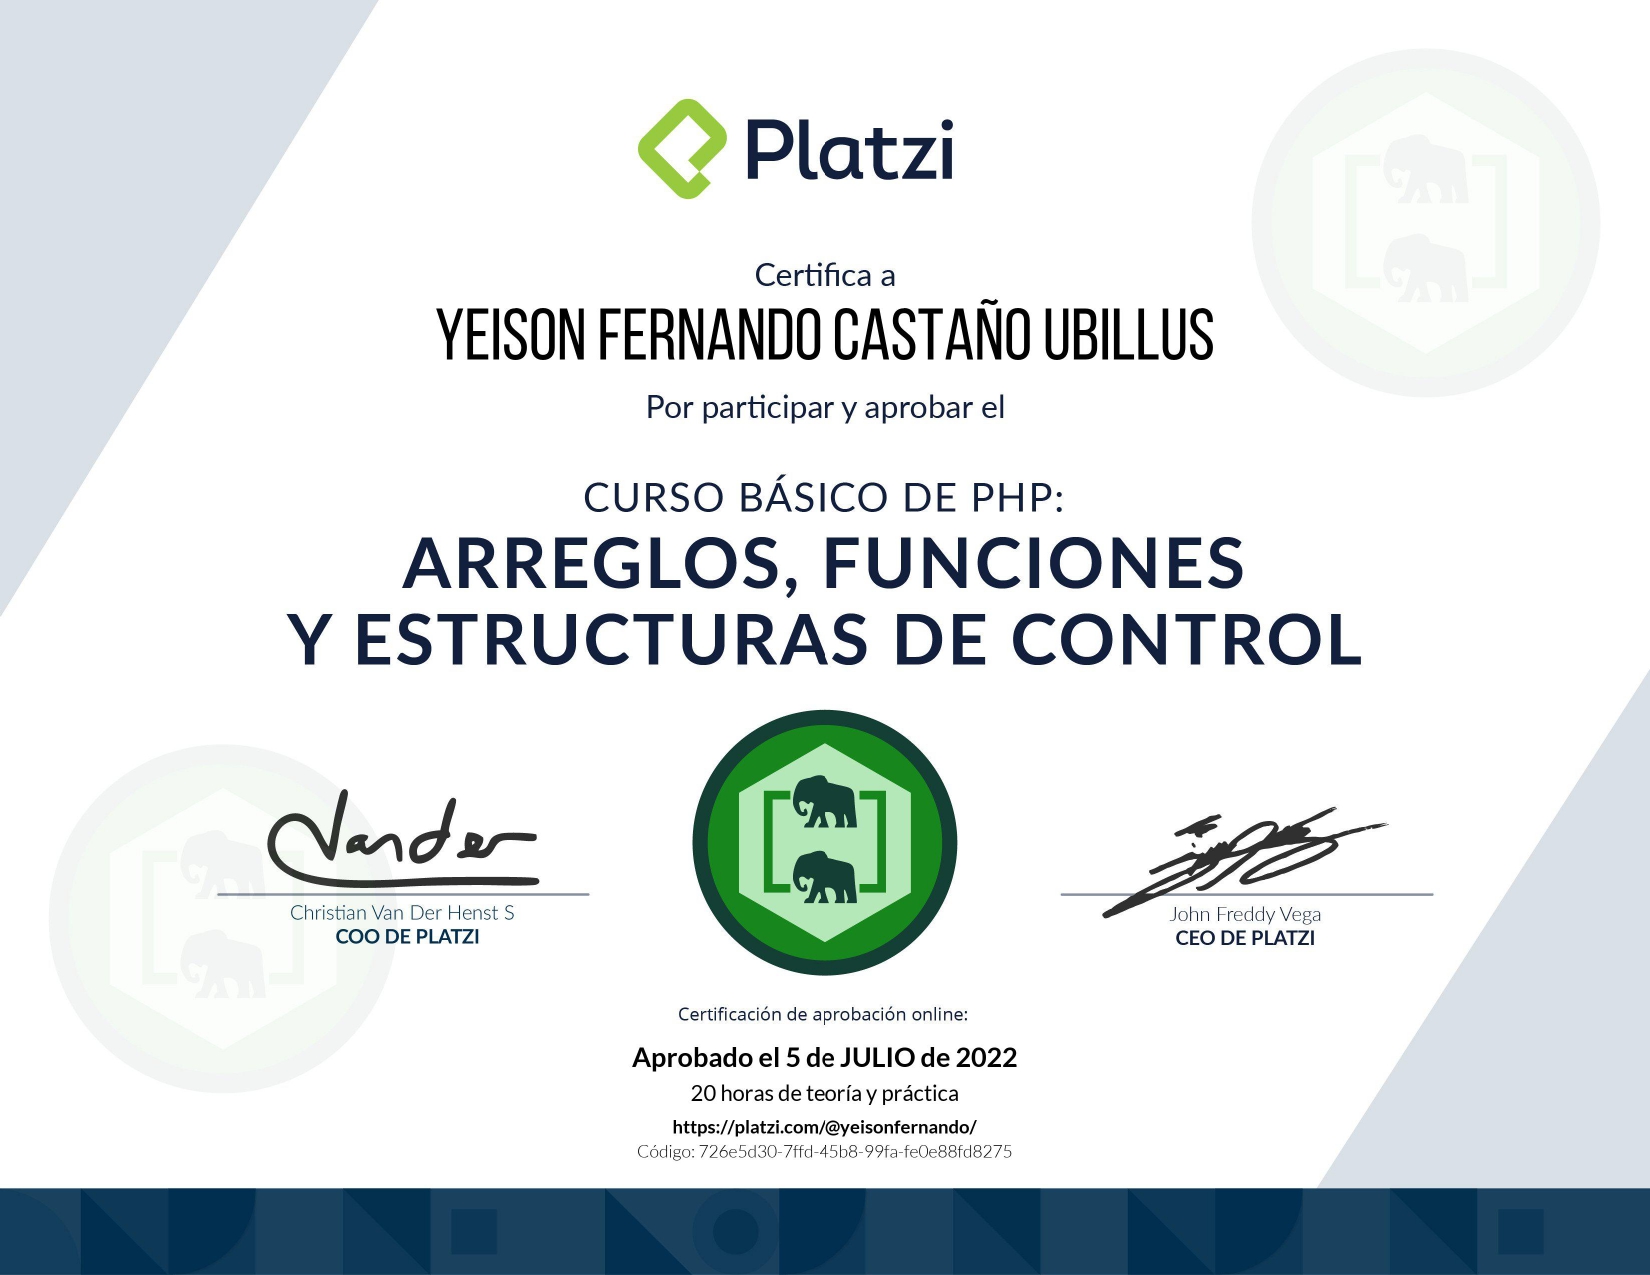 Platzi
Certifica a
YEISON FERNANDO CASTAÑO UBILLUS
Por participar y aprobar el
CURSO BÁSICO DE PHP:
ARREGLOS, FUNCIONES
Y ESTRUCTURAS DE CONTROL
Vander
Christian Van Der Henst S
COO DE PLATZI
John Freddy Vega
CEO DE PLATZI
Certificación de aprobación online:
Aprobado el 5 de JULIO de 2022
20 horas de teoría y práctica
https://platzi.com/@yeisonfernando/
Código: 726e5d30-7ffd-45b8-99fa-fe0e88fd8275